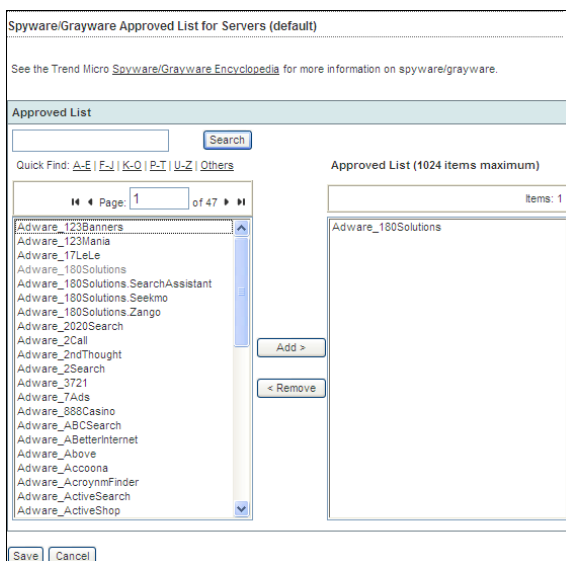 Spyware/Grayware Approved List for Servers (default)
See the Trend Micro Spyware/Grayware Encyclopedia for more information on spyware/grayware.
Approved List
Search
Quick Find: A-E | F-J | K-O | P-T | U-Z | Others
Page: 1 of 47
Adware_123Banners
Adware_123Mania
Adware_17LeLe
Adware_180Solutions
Adware_180Solutions.SearchAssistant
Adware_180Solutions.Seekmo
Adware_180Solutions.Zango
Adware_2020Search
Adware_2Call
Adware_2ndThought
Adware_2Search
Adware_3721
Adware_7Ads
Adware_888Casino
Adware_ABCSearch
Adware_ABetterInternet
Adware_Above
Adware_Accoona
Adware_AcroynmFinder
Adware_ActiveSearch
Adware_ActiveShop
Add >
< Remove
Approved List (1024 items maximum)
Items: 1
Adware_180Solutions
Save Cancel